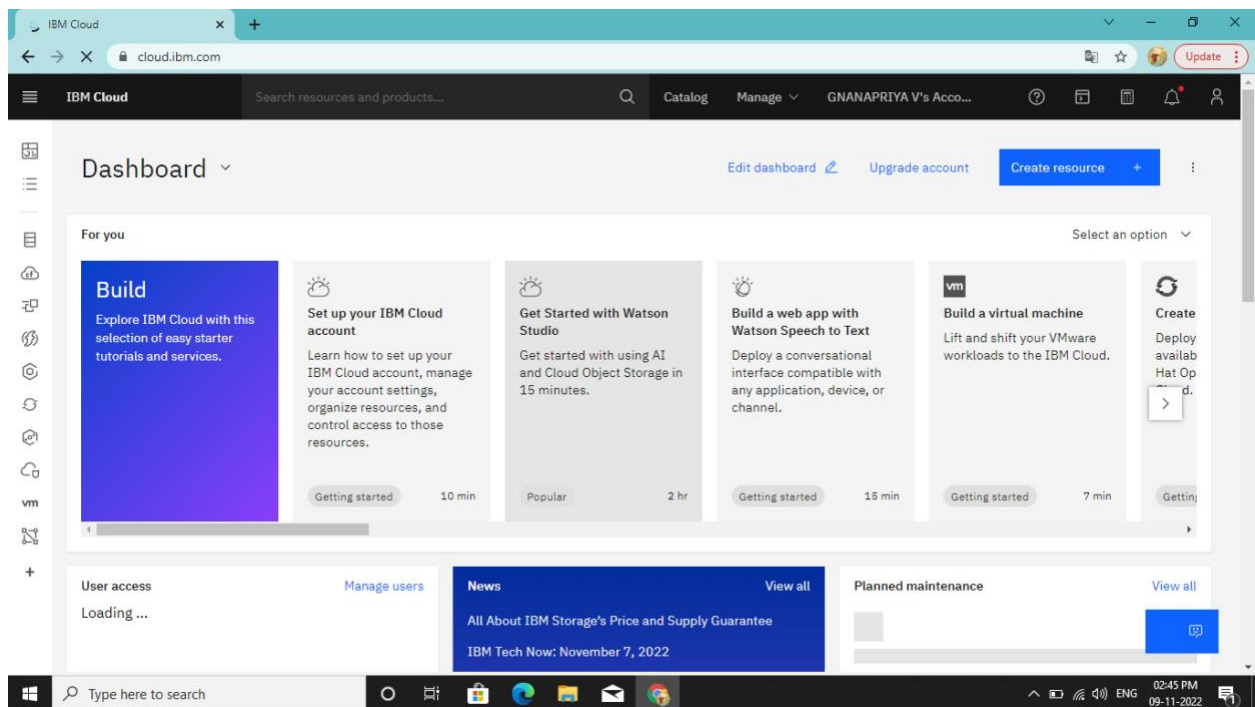 IBM Cloud
cloud.ibm.com
Update
IBM Cloud
Search resources and products...
Catalog
Manage
GNANAPRIYA V's Acco...
Dashboard
Edit dashboard
Upgrade account
Create resource +
For you
Select an option
Build
Explore IBM Cloud with this
selection of easy starter
tutorials and services.
Set up your IBM Cloud
account
Learn how to set up your
IBM Cloud account, manage
your account settings,
organize resources, and
control access to those
resources.
Getting started
10 min
Get Started with Watson
Studio
Get started with using AI
and Cloud Object Storage in
15 minutes.
Popular
2 hr
Build a web app with
Watson Speech to Text
Deploy a conversational
interface compatible with
any application, device, or
channel.
Getting started
15 min
vm
Build a virtual machine
Lift and shift your VMware
workloads to the IBM Cloud.
Getting started
7 min
Create
Deploy
availab
Hat Op
d.
Getting
vm
User access
Manage users
Loading ...
News
View all
All About IBM Storage's Price and Supply Guarantee
IBM Tech Now: November 7, 2022
Planned maintenance
View all
Type here to search
ENG
02:45 PM
09-11-2022
1